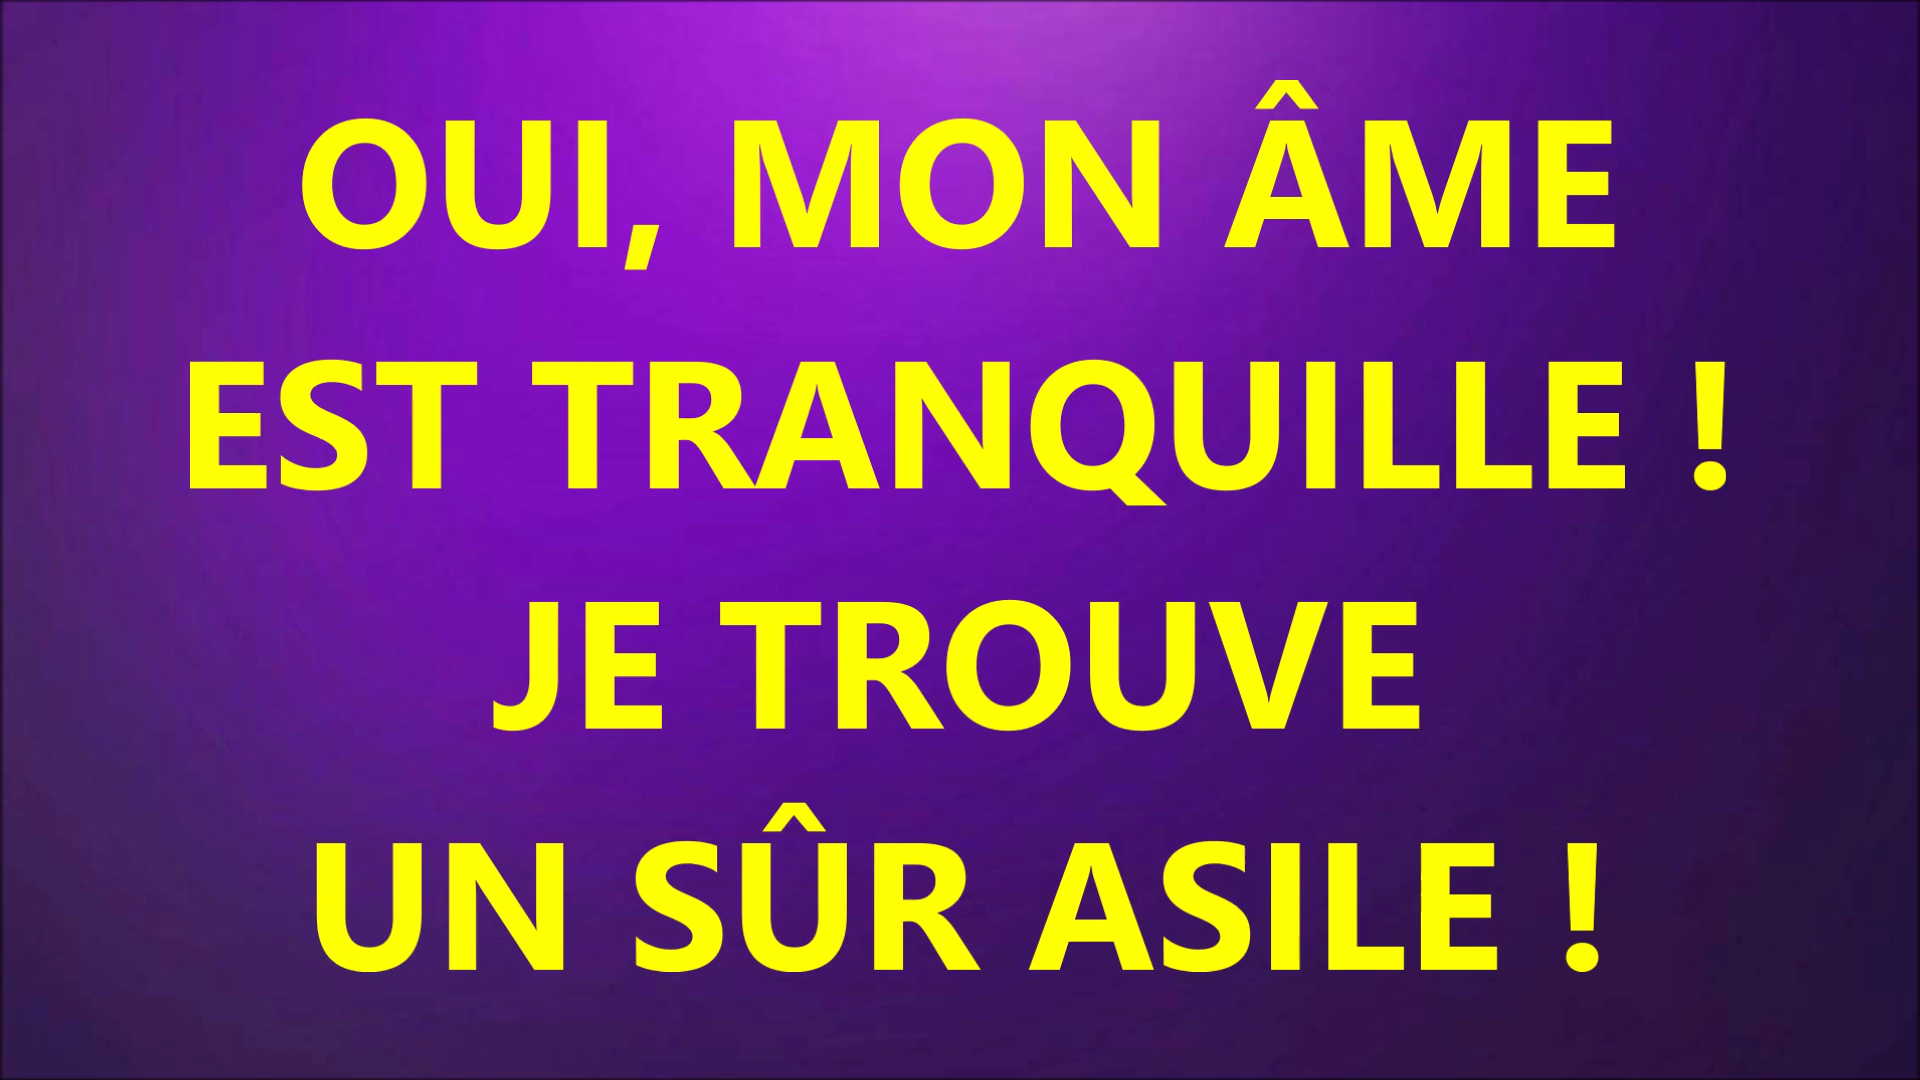 OUI, MON ÂME
EST TRANQUILLE !
JE TROUVE
UN SÛR ASILE !